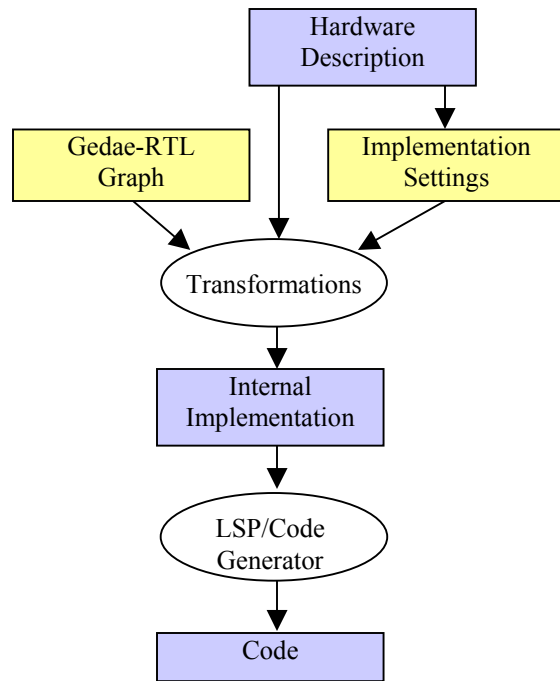 Hardware
Description
Gedae-RTL
Graph
Implementation
Settings
Transformations
Internal
Implementation
LSP/Code
Generator
Code